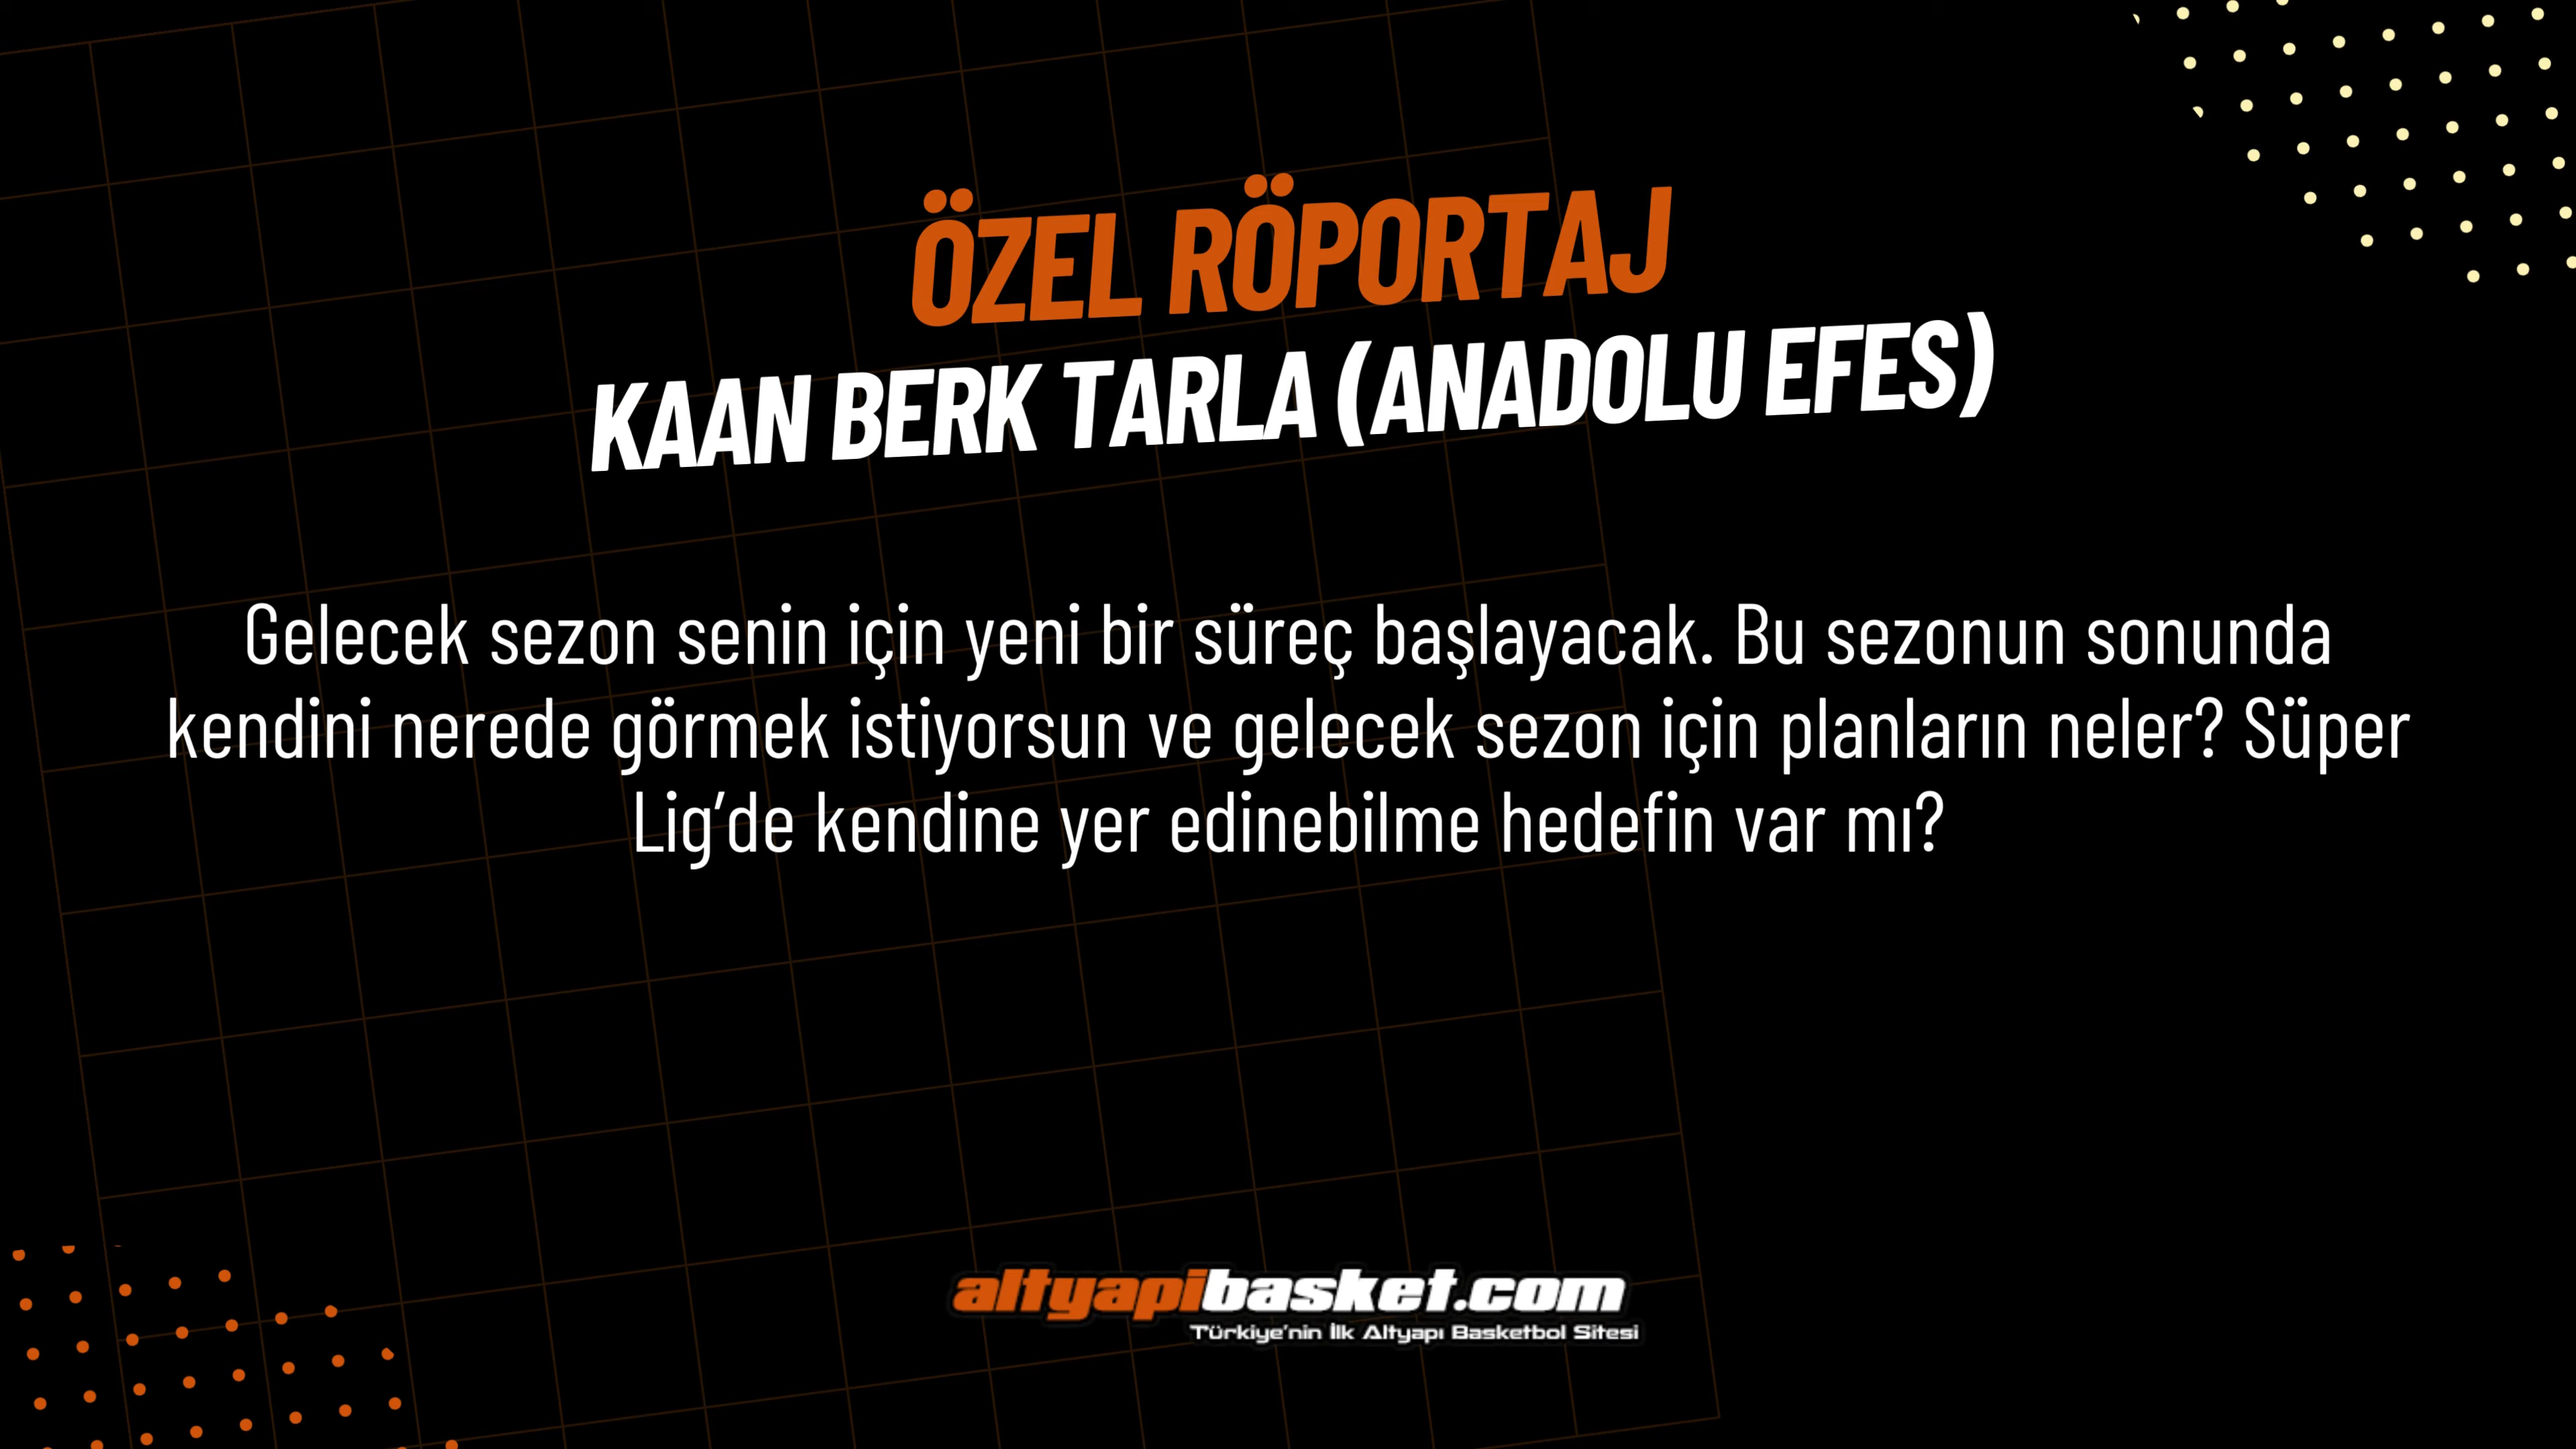 ÖZEL RÖPORTAJ
KAAN BERK TARLA (ANADOLU EFES)
Gelecek sezon senin için yeni bir süreç başlayacak. Bu sezonun sonunda
kendini nerede görmek istiyorsun ve gelecek sezon için planların neler? Süper
Lig’de kendine yer edinebilme hedefin var mı?
altyapibasket.com
Türkiye'nin İlk Altyapı Basketbol Sitesi